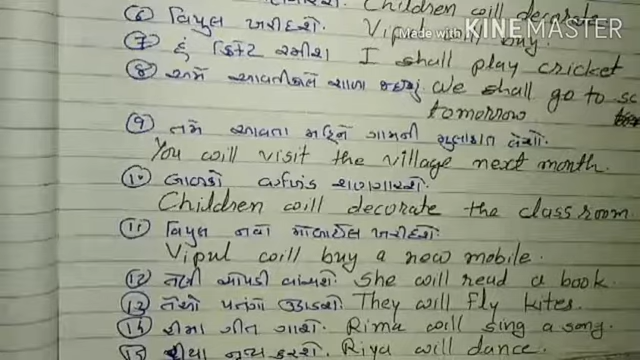 Children will decorate
⑥ વિપુલ ખરીદશે. Vipul will buy.
Made with KINEMASTER
⑦ હું ક્રિકેટ રમીશ I shall play cricket
⑧ અમે આવતીકાલે શાળા જઈશું We shall go to sc
tomorrow
⑨ તમે આવતા મહિને ગામની મુલાકાત લેશો.
You will visit the village next month.
⑩ બાળકો વર્ગખંડ શણગારશે.
Children will decorate the classroom
⑪ વિપુલ નવો મોબાઈલ ખરીદશે.
Vipul will buy a new mobile.
⑫ તેણી ચોપડી વાંચશે. She will read a book.
⑬ તેઓ પતંગો ઉડાડશે. They will fly kites.
⑭ રીમા ગીત ગાશે. Rima will sing a song.
⑮ રીયા નૃત્ય કરશે. Riya will dance.